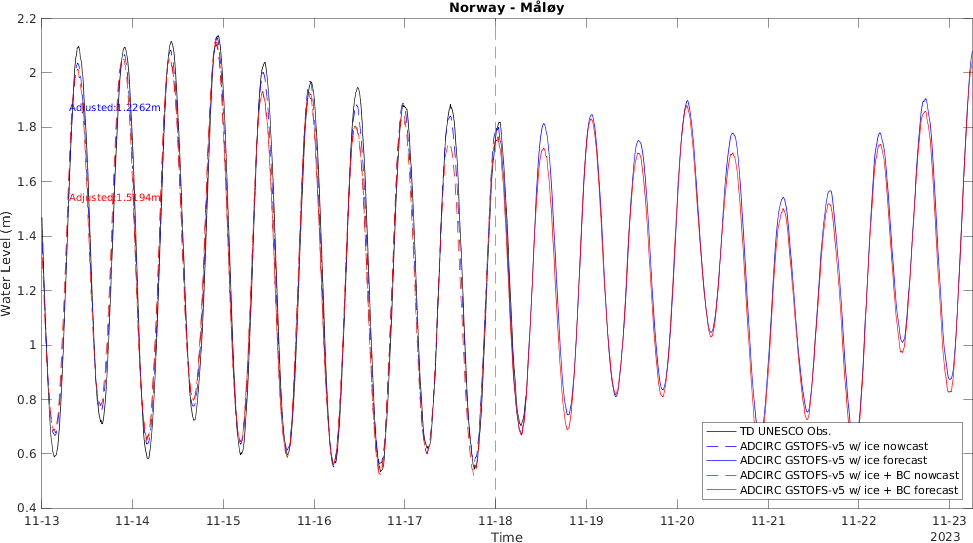 Norway - Måløy
2.2
2
1.8
1.6
1.4
1.2
1
0.8
0.6
0.4
Water Level (m)
Adjusted:1.2262m
Adjusted:1.5194m
TD UNESCO Obs.
ADCIRC GSTOFS-v5 w/ ice nowcast
ADCIRC GSTOFS-v5 w/ ice forecast
ADCIRC GSTOFS-v5 w/ ice + BC nowcast
ADCIRC GSTOFS-v5 w/ ice + BC forecast
11-13 11-14 11-15 11-16 11-17 11-18 11-19 11-20 11-21 11-22 11-23
Time
2023